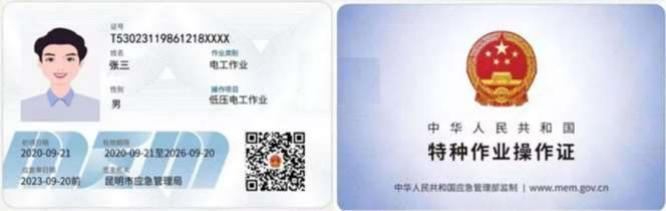 证号
T53023119861218XXXX
姓名
作业类别
张三
电工作业
性别
操作项目
男
低压电工作业
初领日期
有效期限
2020-09-21
2020-09-21至2026-09-20
应复审日期
签发机关
2023-09-20前
昆明市应急管理局
中华人民共和国
特种作业操作证
中华人民共和国应急管理部监制 | www.mem.gov.cn